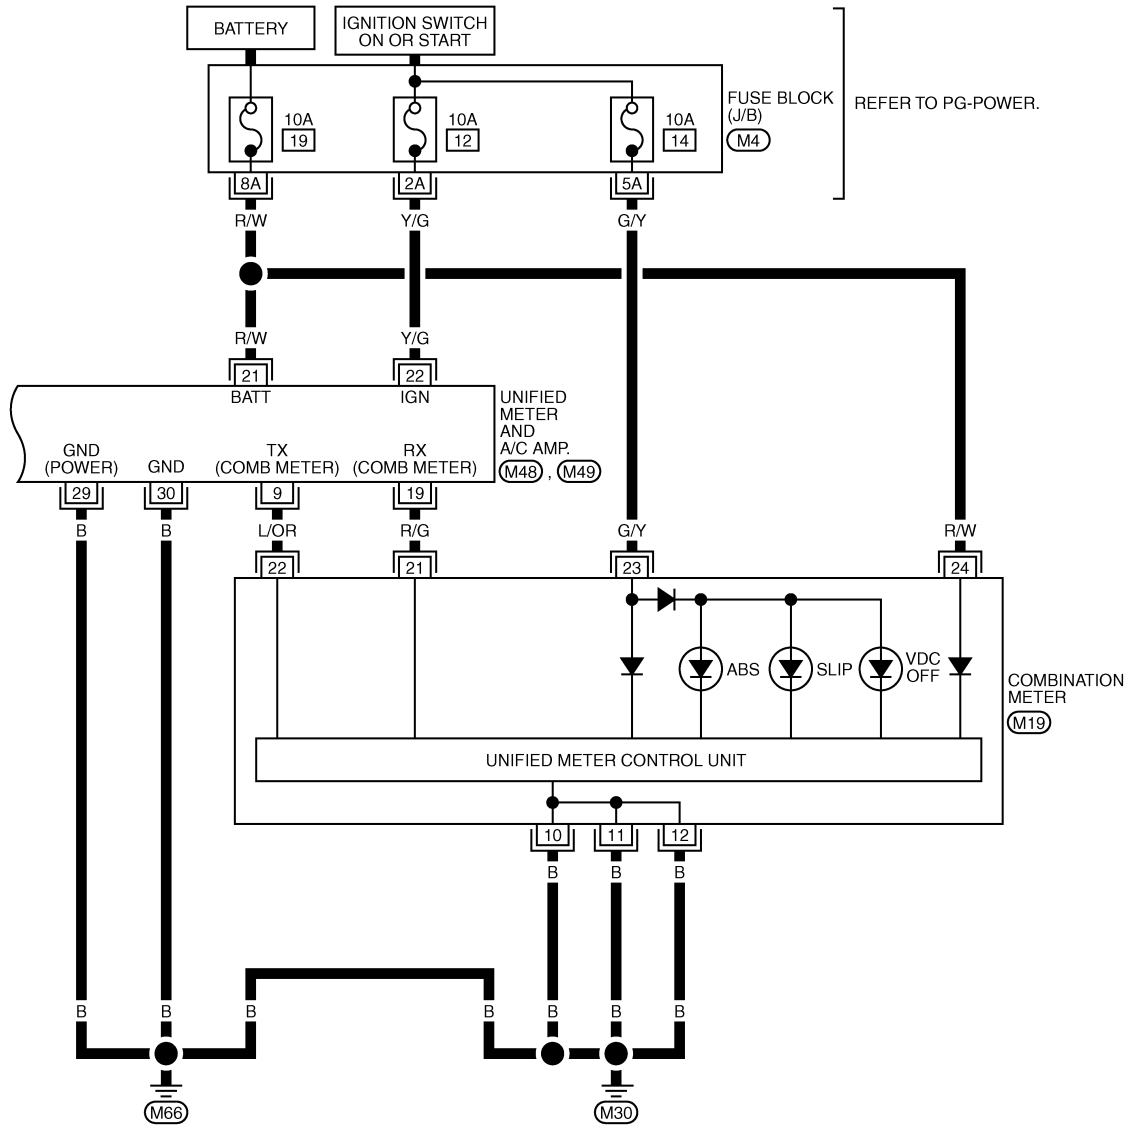 BATTERY
IGNITION SWITCH
ON OR START
10A
19
10A
12
10A
14
FUSE BLOCK
(J/B)
M4
REFER TO PG-POWER.
8A
2A
5A
R/W
Y/G
G/Y
R/W
Y/G
21
22
BATT
IGN
UNIFIED
METER
AND
A/C AMP.
M48 , M49
GND
(POWER)
GND
TX
(COMB METER)
RX
(COMB METER)
29
30
9
19
B
B
L/OR
R/G
G/Y
R/W
22
21
23
24
ABS
SLIP
VDC
OFF
COMBINATION
METER
M19
UNIFIED METER CONTROL UNIT
10
11
12
B
B
B
B
B
B
B
B
B
B
M66
M30